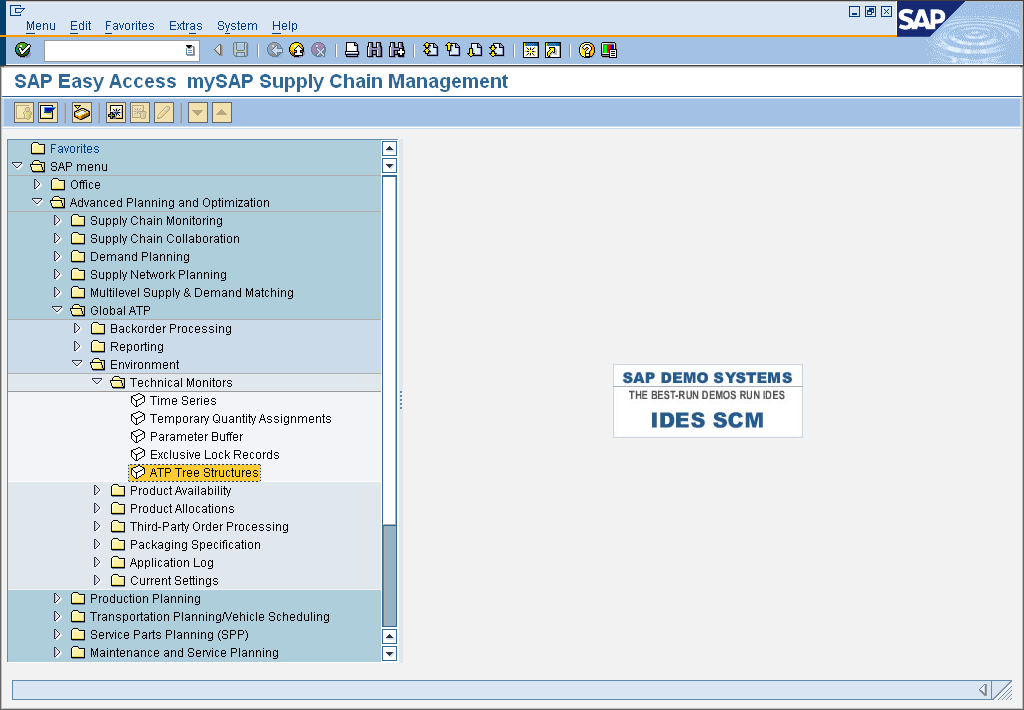 Menu Edit Favorites Extras System Help
SAP
SAP Easy Access mySAP Supply Chain Management
Favorites
SAP menu
Office
Advanced Planning and Optimization
Supply Chain Monitoring
Supply Chain Collaboration
Demand Planning
Supply Network Planning
Multilevel Supply & Demand Matching
Global ATP
Backorder Processing
Reporting
Environment
Technical Monitors
Time Series
Temporary Quantity Assignments
Parameter Buffer
Exclusive Lock Records
ATP Tree Structures
Product Availability
Product Allocations
Third-Party Order Processing
Packaging Specification
Application Log
Current Settings
Production Planning
Transportation Planning/Vehicle Scheduling
Service Parts Planning (SPP)
Maintenance and Service Planning
SAP DEMO SYSTEMS
THE BEST-RUN DEMOS RUN IDES
IDES SCM